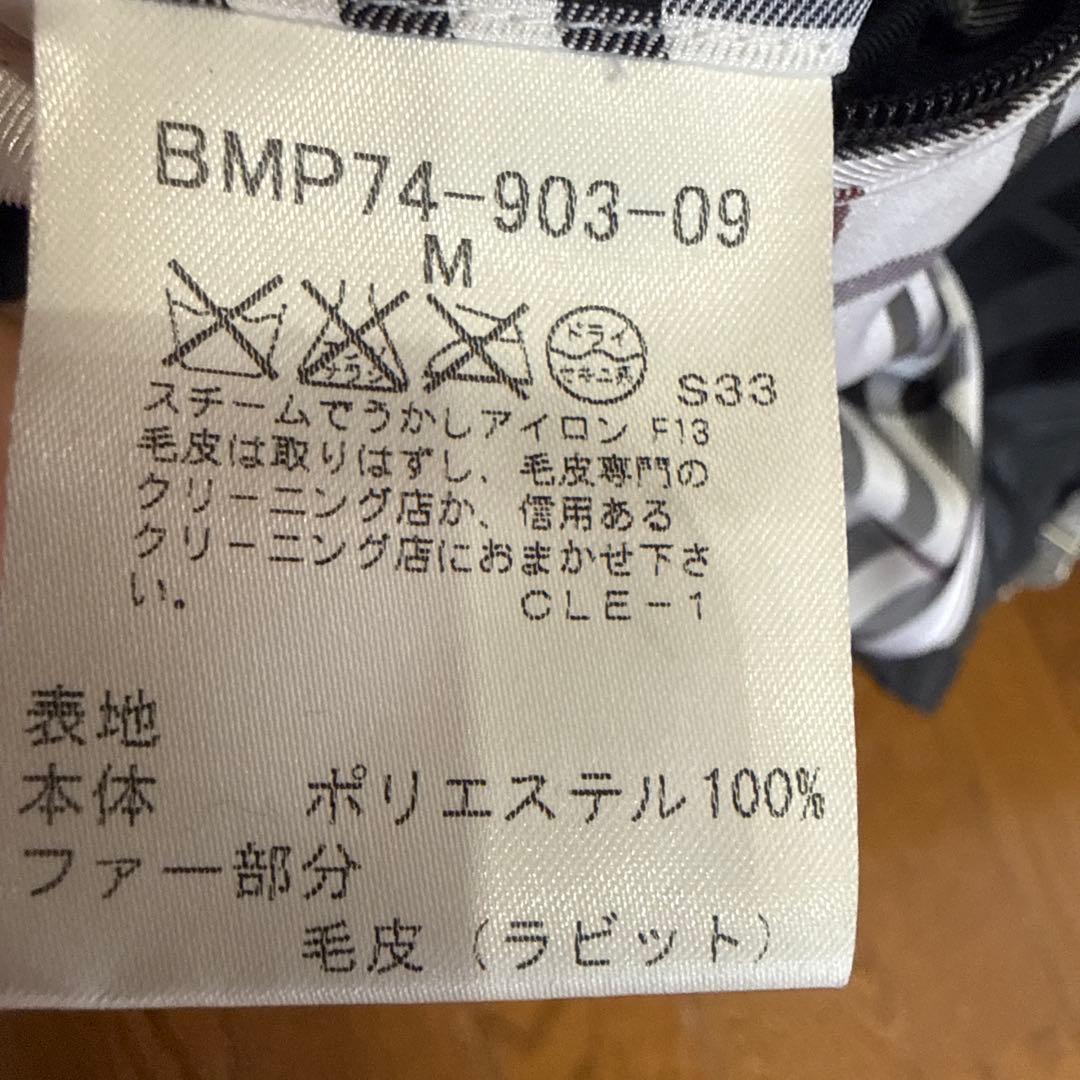 BMP74-903-09
M
ドライ
セキユ系
S33
スチームでうかしアイロン F13
毛皮は取りはずし、毛皮専門の
クリーニング店か、信用ある
クリーニング店におまかせ下さ
い。
CLE-1
表地
本体 ポリエステル100%
ファー部分
毛皮（ラビット）